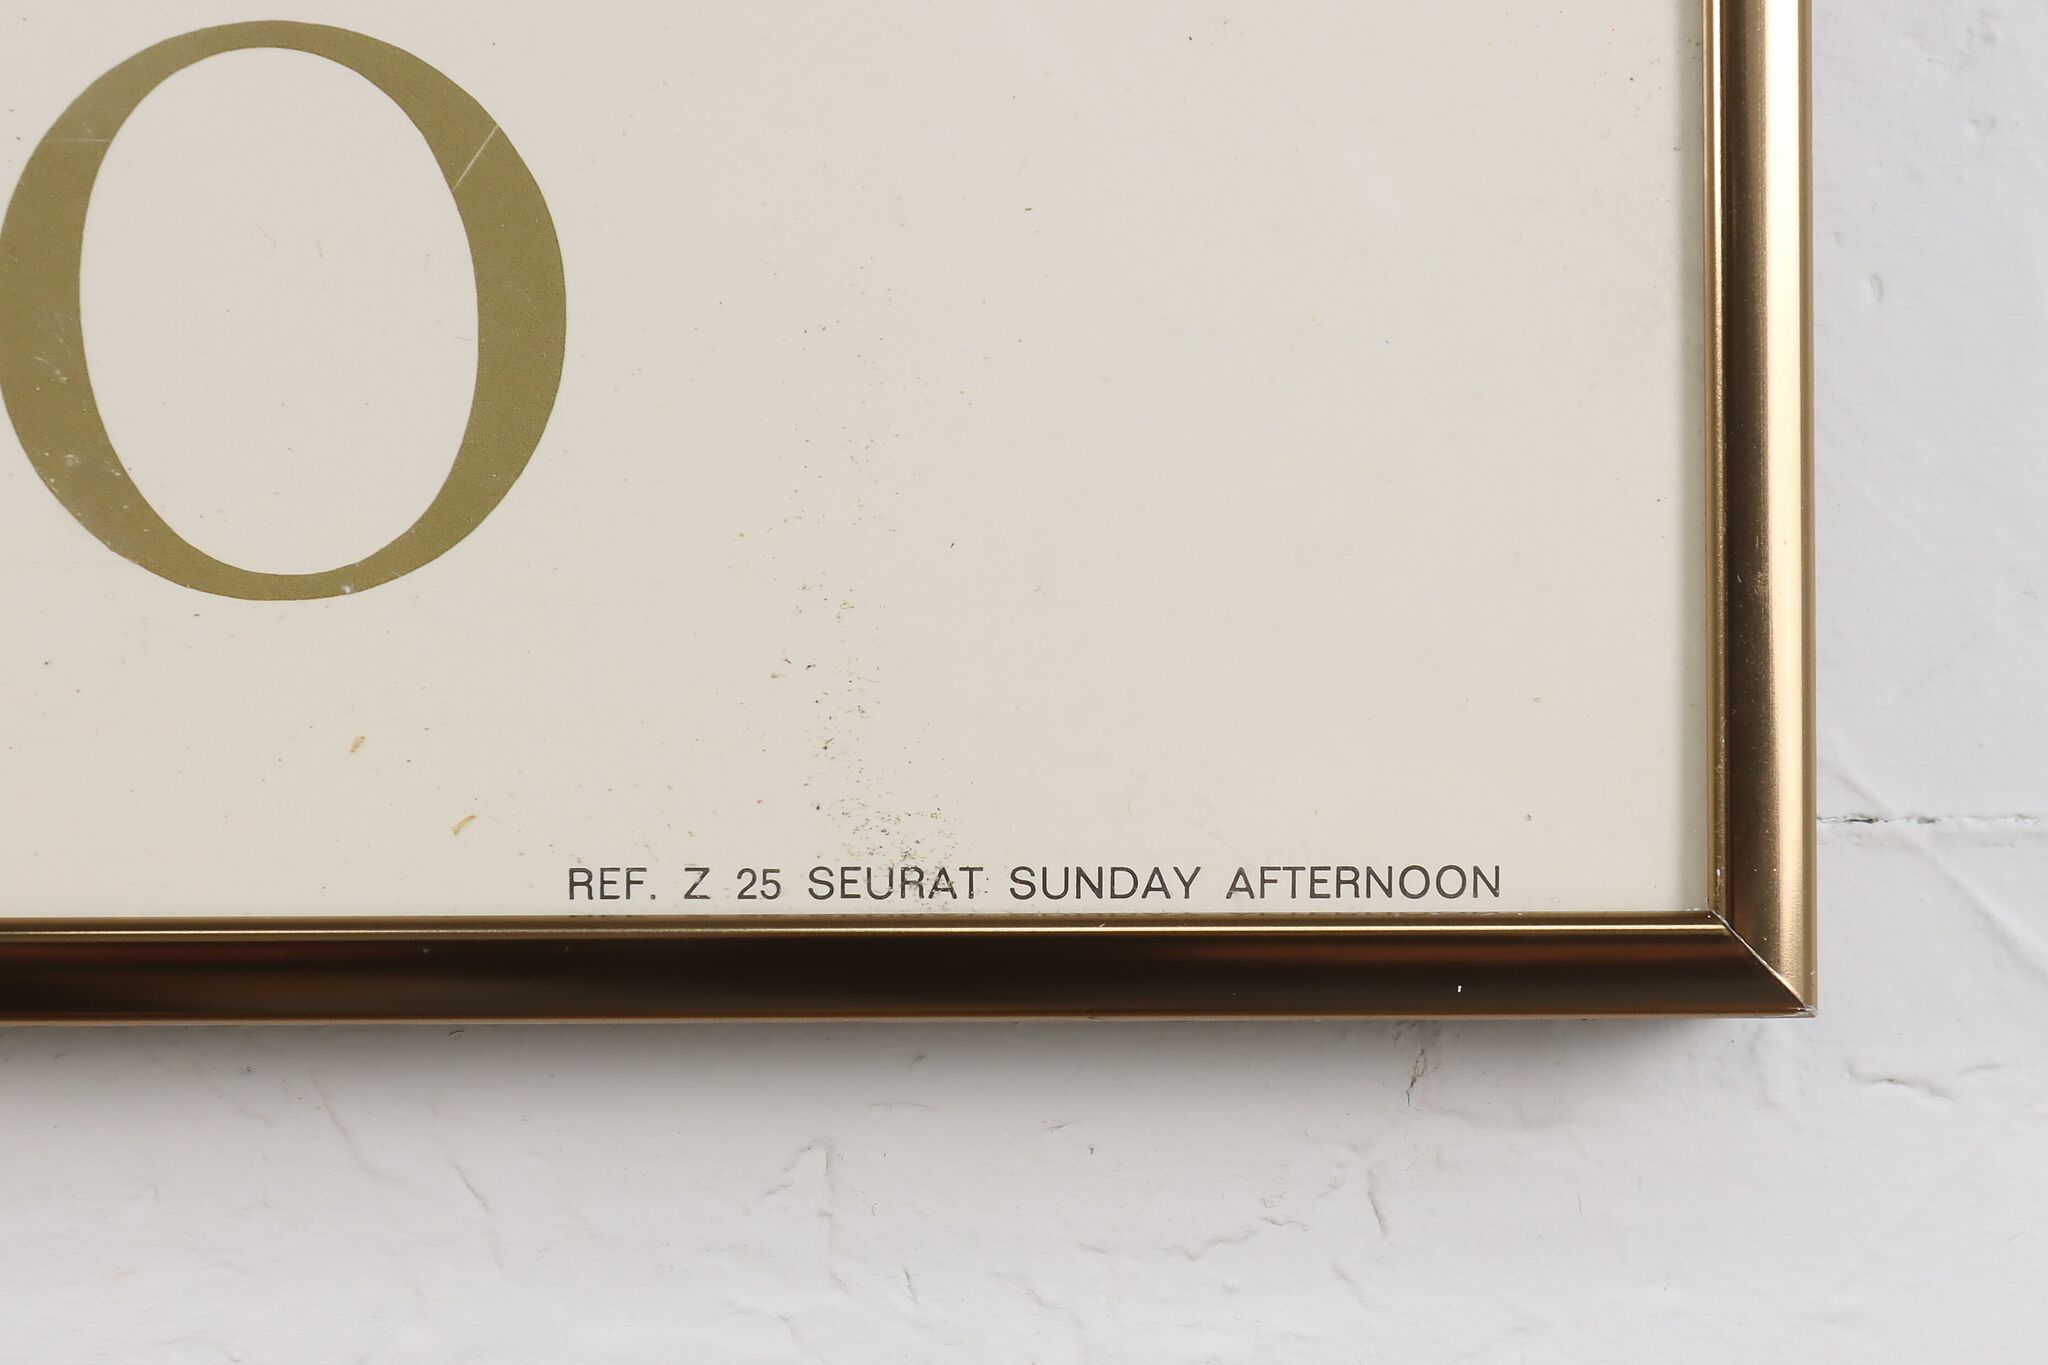 O
REF. Z 25 SEURAT SUNDAY AFTERNOON